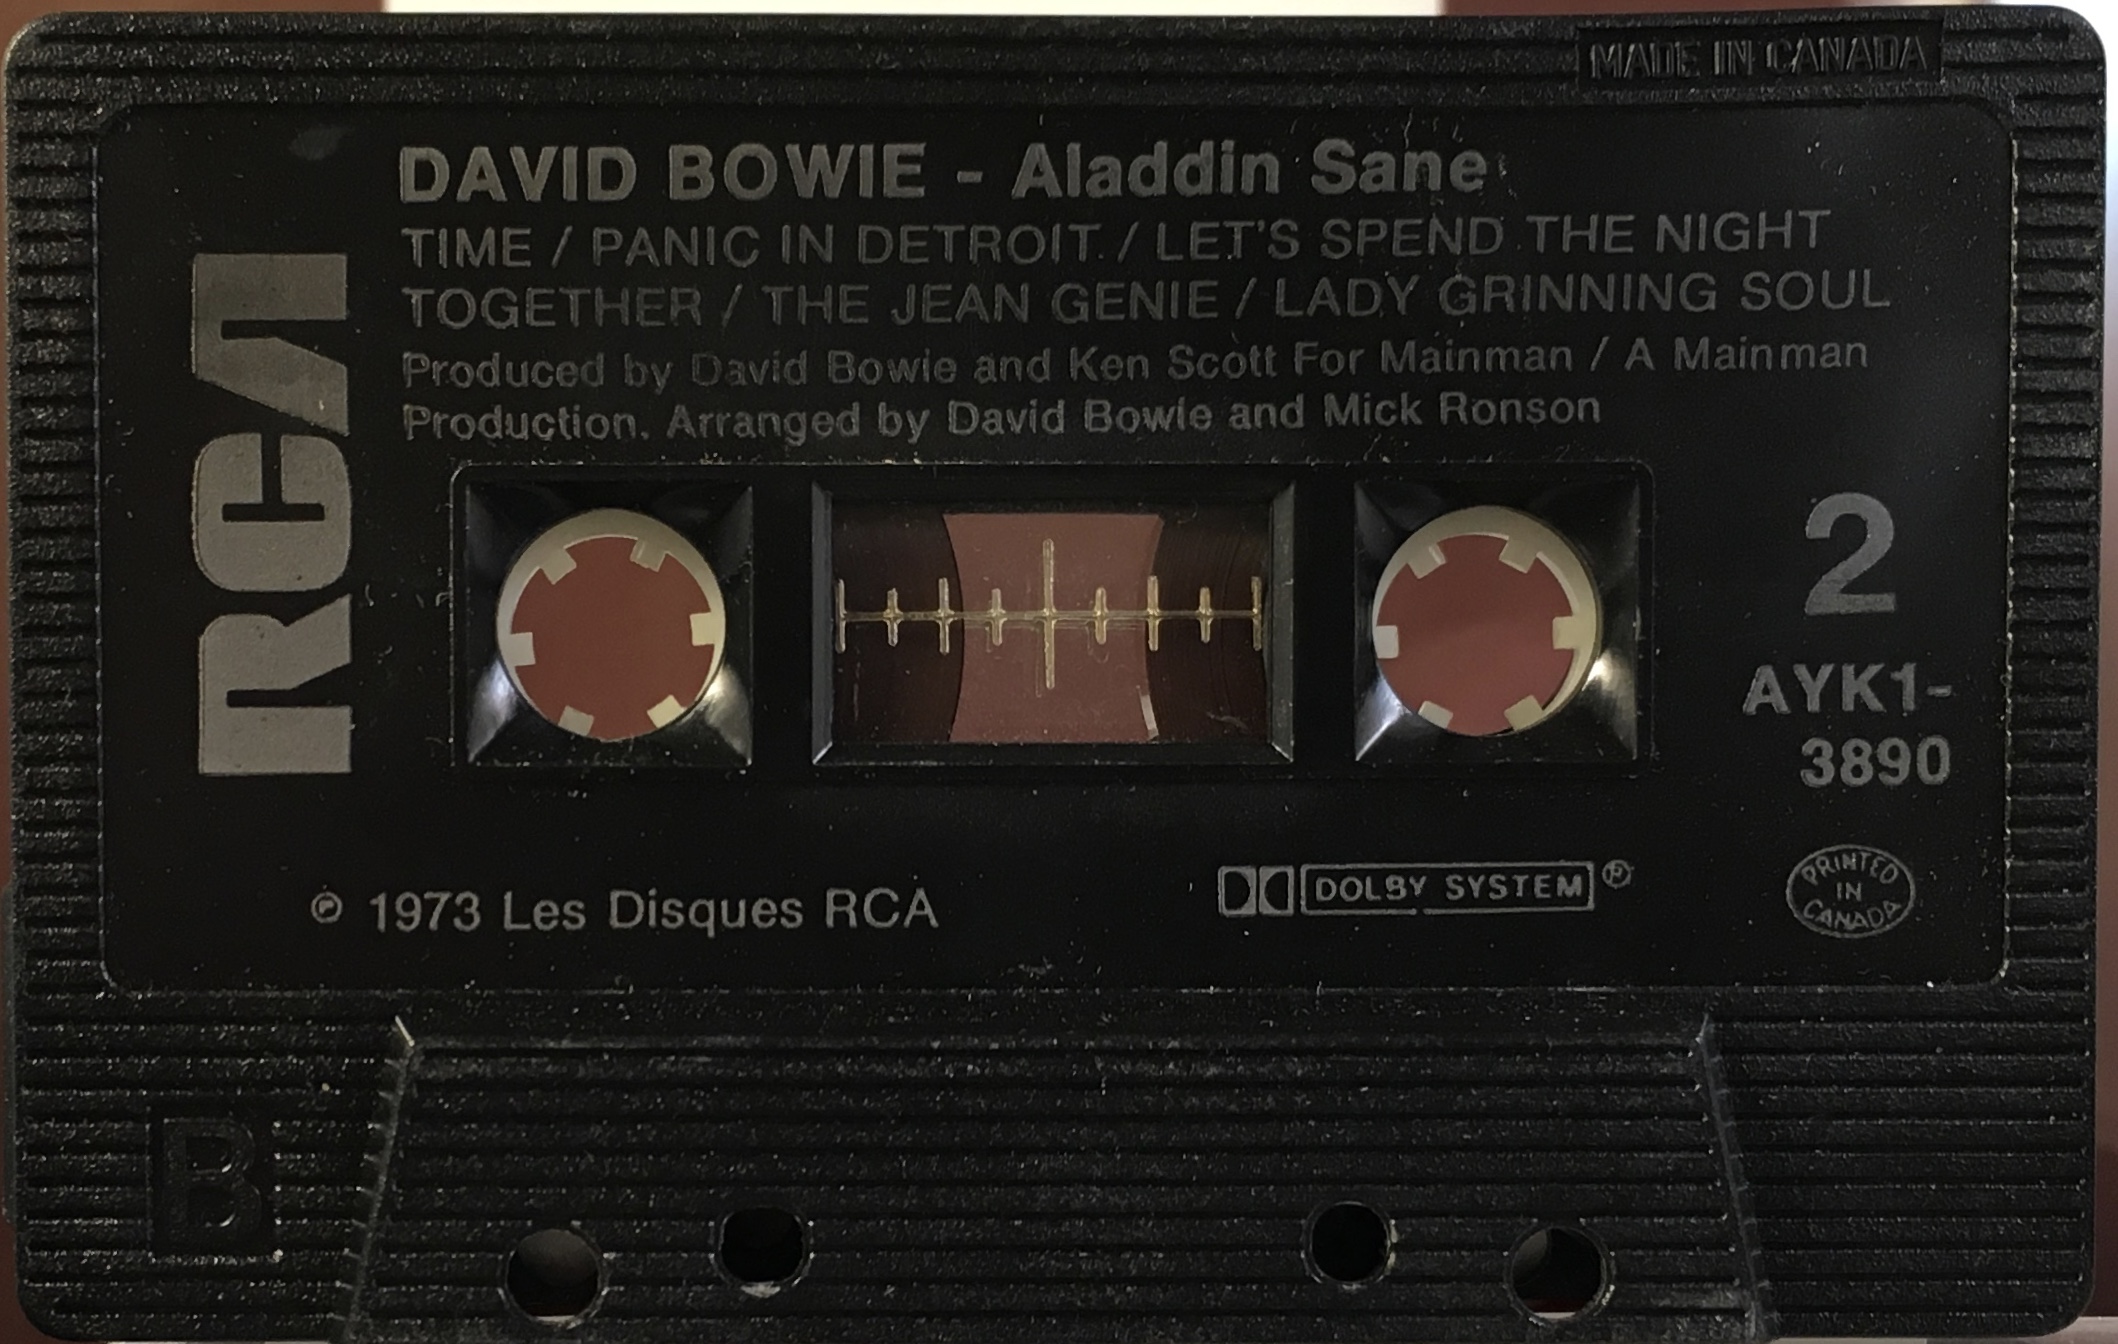 MADE IN CANADA
DAVID BOWIE - Aladdin Sane
TIME / PANIC IN DETROIT / LET'S SPEND THE NIGHT
TOGETHER / THE JEAN GENIE / LADY GRINNING SOUL
Produced by David Bowie and Ken Scott For Mainman / A Mainman
Production. Arranged by David Bowie and Mick Ronson
RCA
2
AYK1-
3890
℗ 1973 Les Disques RCA
DOLBY SYSTEM ®
PRINTED
IN
CANADA
B